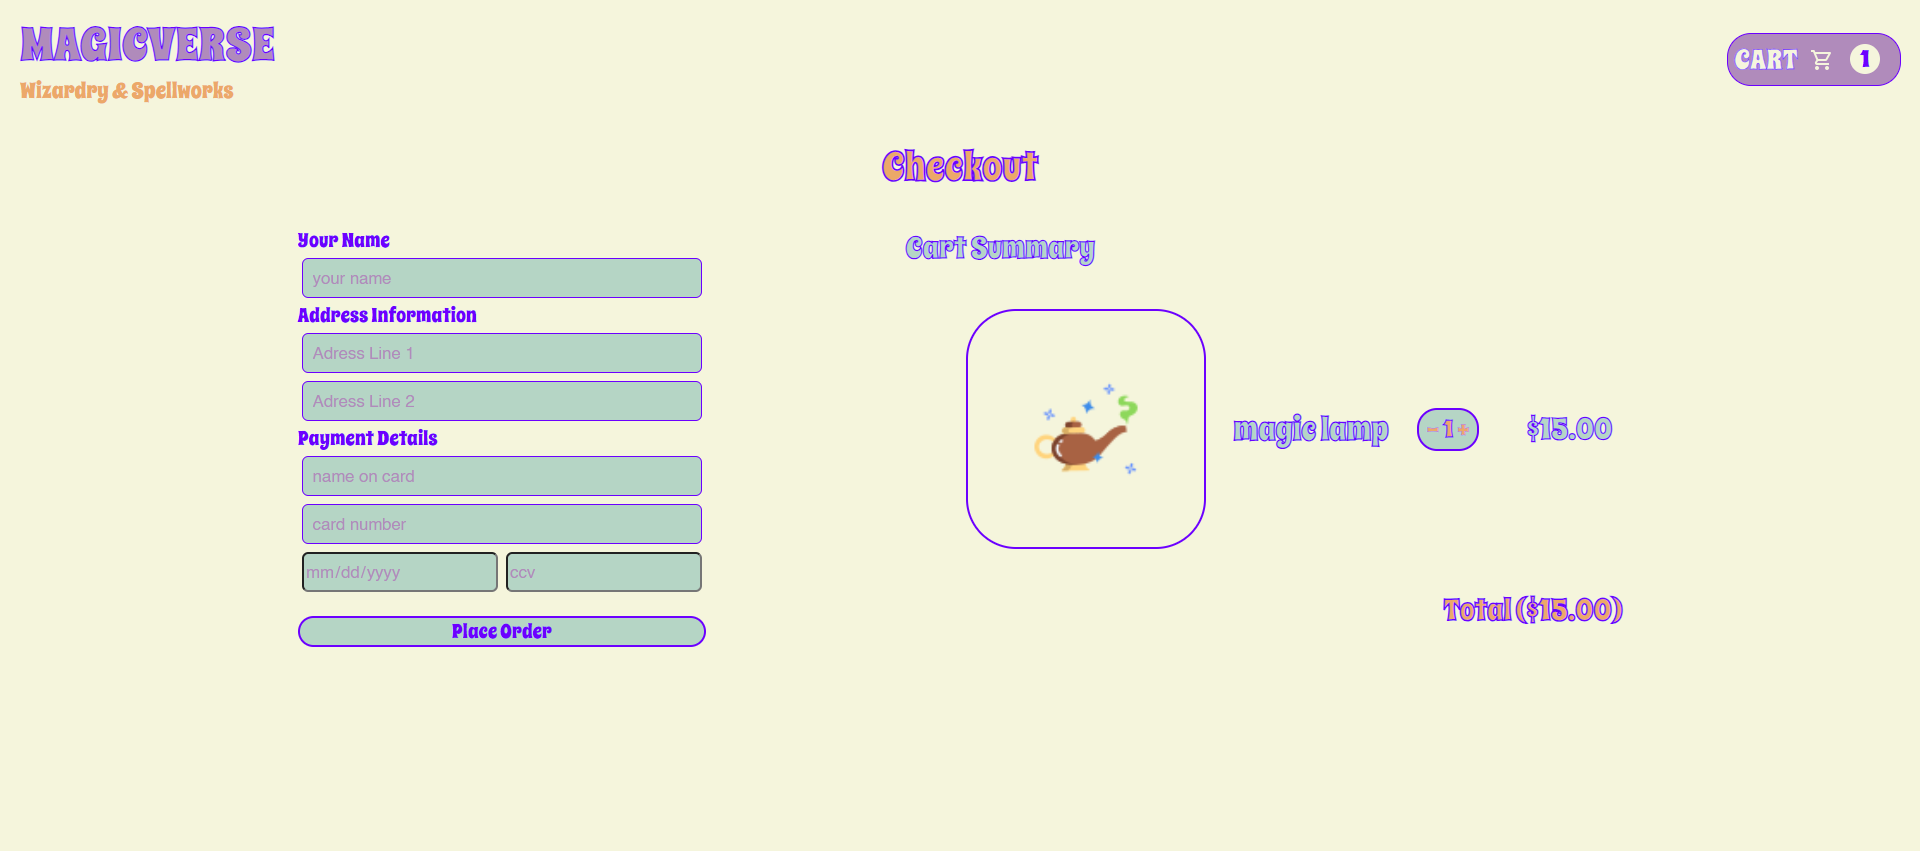 MAGICVERSE
Wizardry & Spellworks
CART 1
Checkout
Your Name
your name
Address Information
Adress Line 1
Adress Line 2
Payment Details
name on card
card number
mm/dd/yyyy ccv
Place Order
Cart Summary
magic lamp - 1 + $15.00
Total ($15.00)